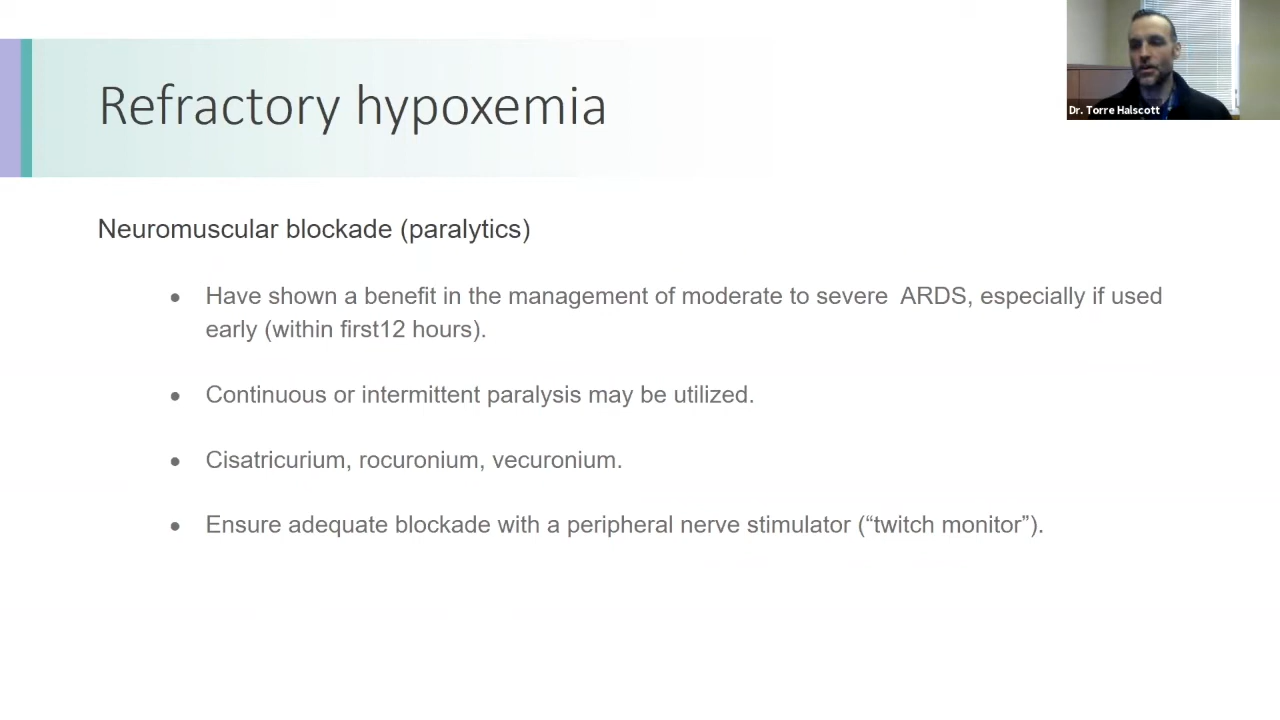 Refractory hypoxemia
Dr. Torre Halscott
Neuromuscular blockade (paralytics)
• Have shown a benefit in the management of moderate to severe ARDS, especially if used
early (within first12 hours).
• Continuous or intermittent paralysis may be utilized.
• Cisatricurium, rocuronium, vecuronium.
• Ensure adequate blockade with a peripheral nerve stimulator (“twitch monitor”).